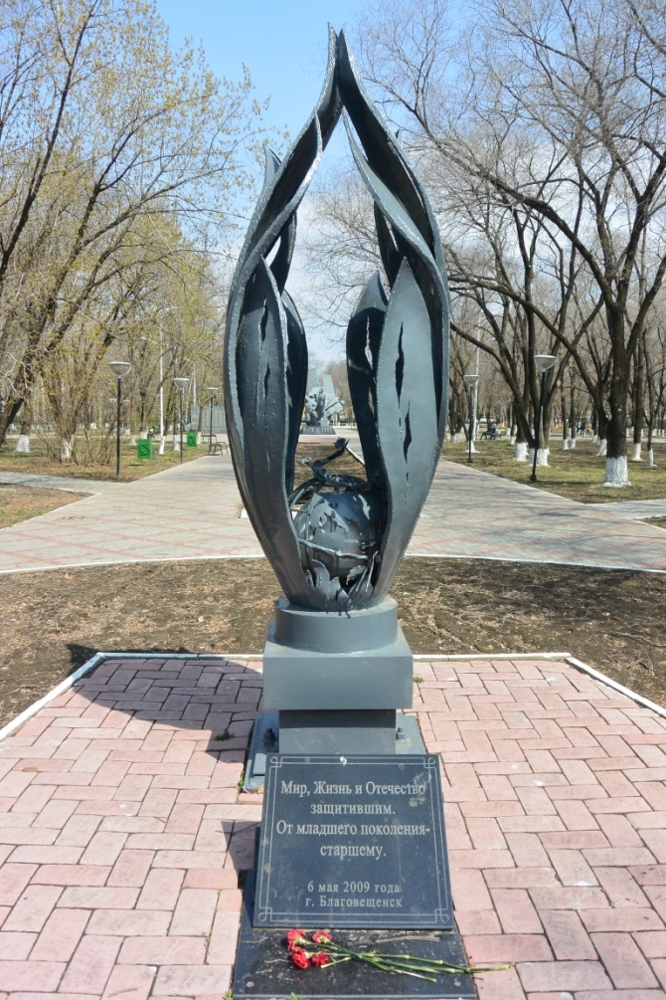 Мир, Жизнь и Отечество
защитившим.
От младшего поколения-
старшему.
6 мая 2009 года
г. Благовещенск